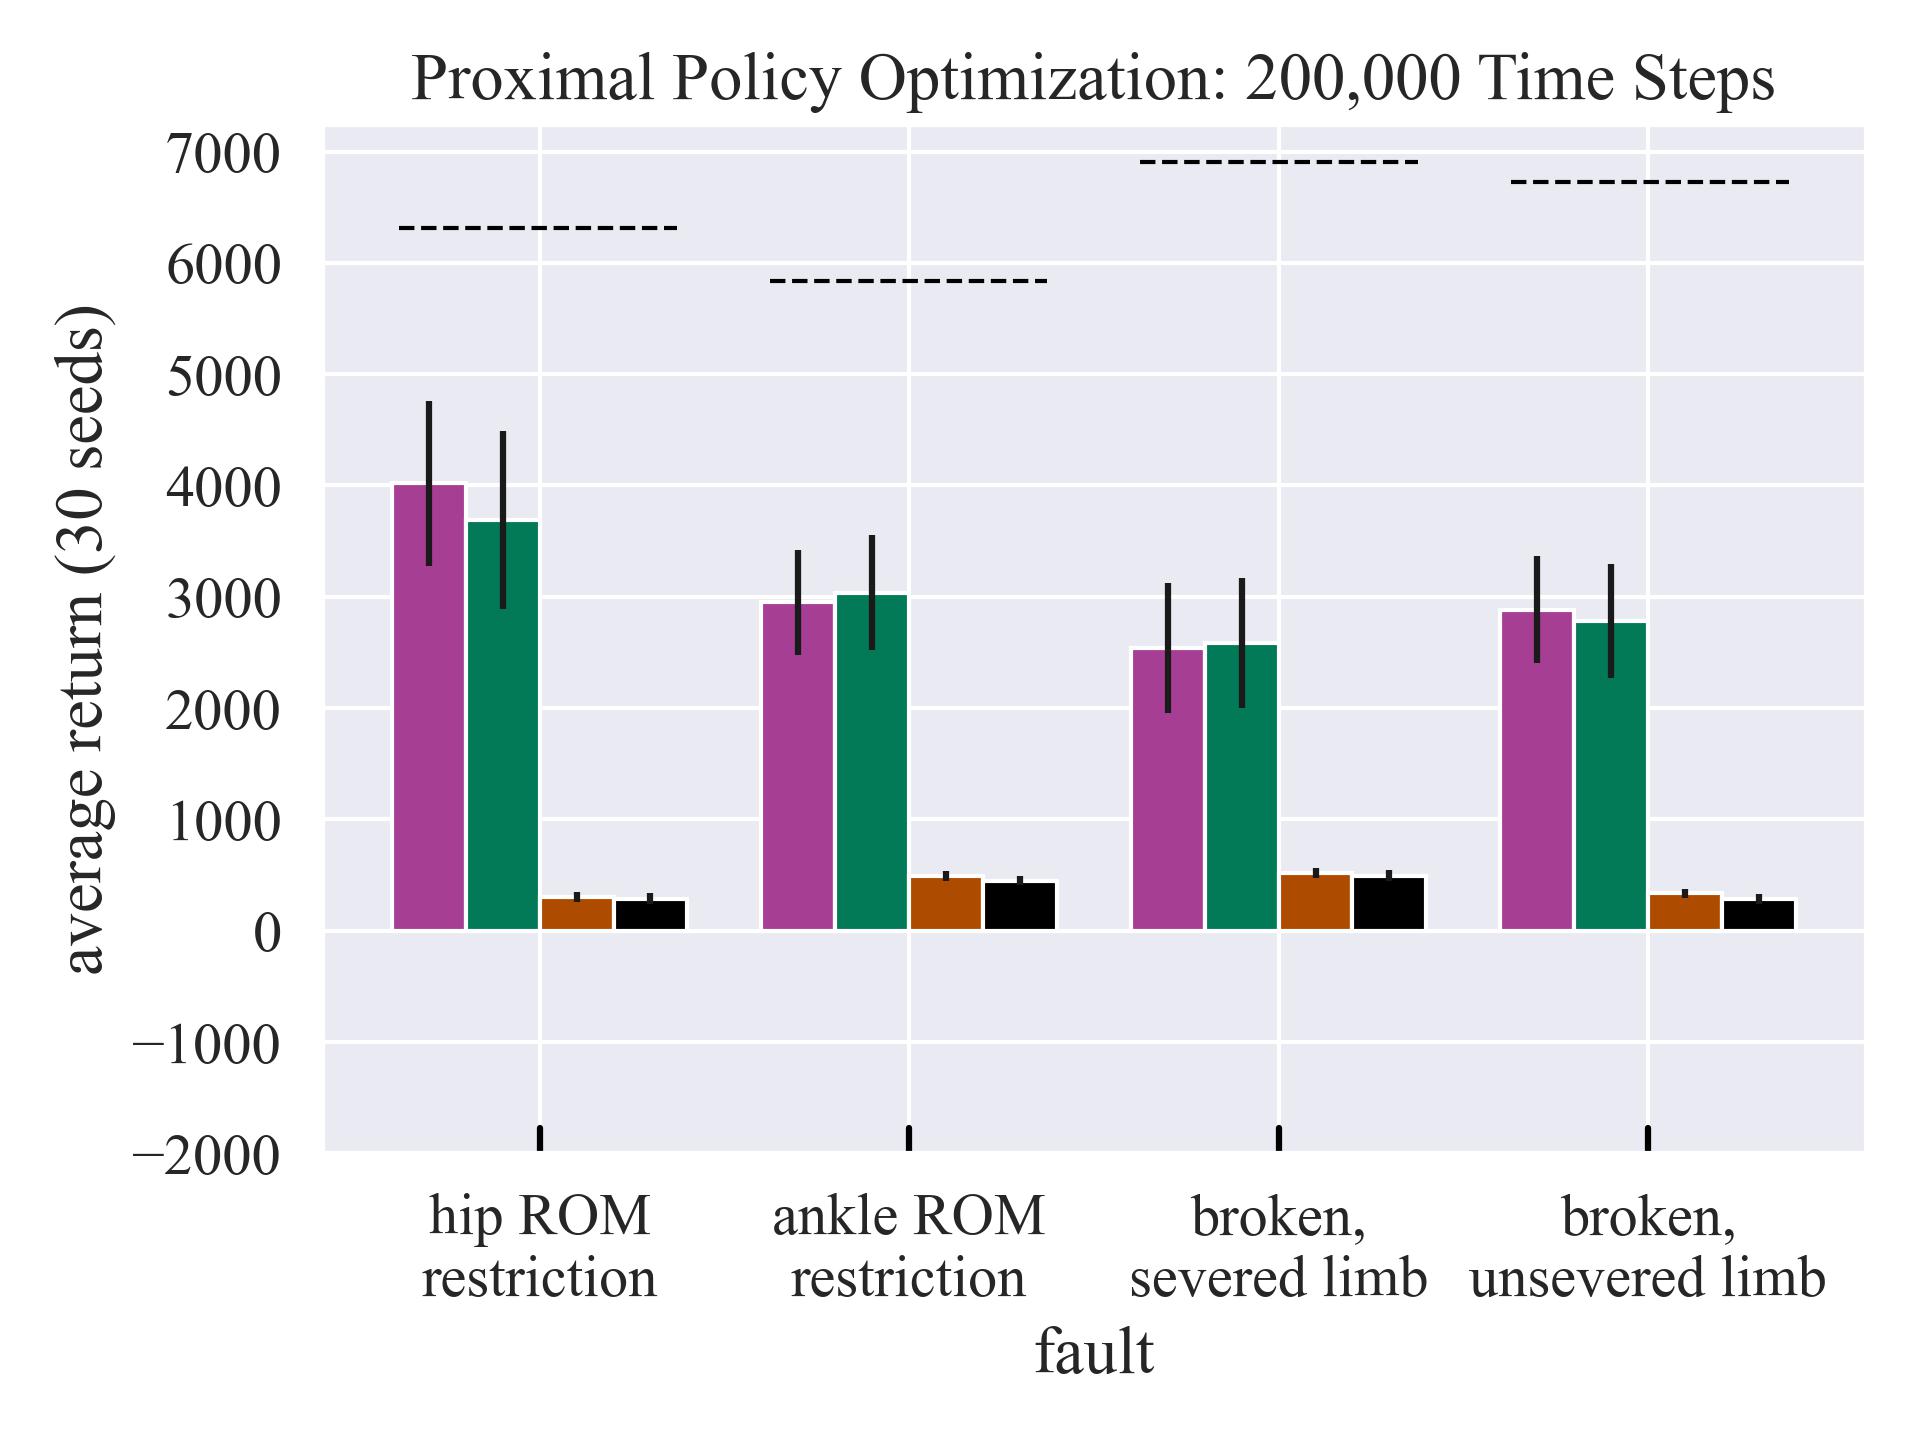 Proximal Policy Optimization: 200,000 Time Steps
average return (30 seeds)
7000
6000
5000
4000
3000
2000
1000
0
−1000
−2000
hip ROM
restriction
ankle ROM
restriction
broken,
severed limb
broken,
unsevered limb
fault